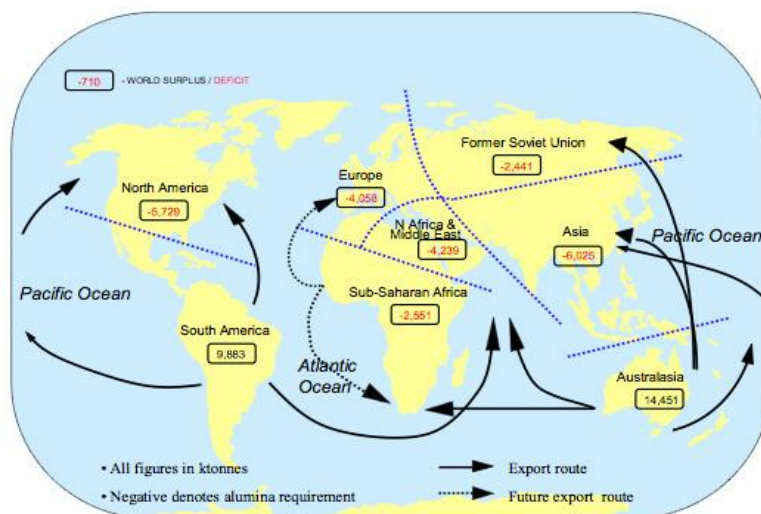 -710 - WORLD SURPLUS / DEFICIT
Former Soviet Union
-2,441
Europe
-4,058
North America
-5,729
N Africa &
Middle East
-4,239
Asia
-6,025
Pacific Ocean
Pacific Ocean
Sub-Saharan Africa
-2,551
South America
9,883
Atlantic
Ocean
Australasia
14,451
• All figures in ktonnes
Export route
• Negative denotes alumina requirement
Future export route